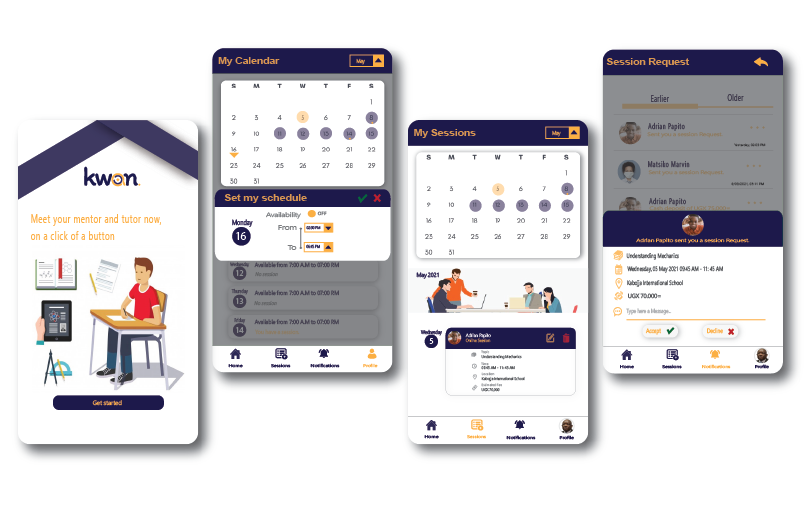 kwon.
Meet your mentor and tutor now,
on a click of a button
Get started
My Calendar
May
S M T W T F S
1
2 3 4 5 6 7 8
9 10 11 12 13 14 15
16 17 18 19 20 21 22
23 24 25 26 27 28 29
30 31
Set my schedule
Monday
16
Availability OFF
From 02:00 PM
To
Wednesday
12
Available from 7:00 A.M to 07:00 PM
No session
Thursday
13
Available from 7:00 A.M to 07:00 PM
No session
Friday
14
Available from 7:00 A.M to 07:00 PM
Home Sessions Notifications Profile
My Sessions
May
S M T W T F S
1
2 3 4 5 6 7 8
9 10 11 12 13 14 15
16 17 18 19 20 21 22
23 24 25 26 27 28 29
30 31
May 2021
Wednesday
5
Adrian Papito
Online Session
Topic
Understanding Mechanics
Time
09:45 AM - 11:45 AM
Location
Kabojja International School
Estimated fee
UGX 70,000
Home Sessions Notifications Profile
Session Request
Earlier Older
Adrian Papito
Sent you a session Request.
Matsiko Marvin
Sent you a session Request.
Adrian Papito
Adrian Papito sent you a session Request.
Understanding Mechanics
Wednesday, 05 May 2021 09:45 AM - 11:45 AM
Kabojja International School
UGX 70,000=
Type here a Message..
Accept Decline
Home Sessions Notifications Profile